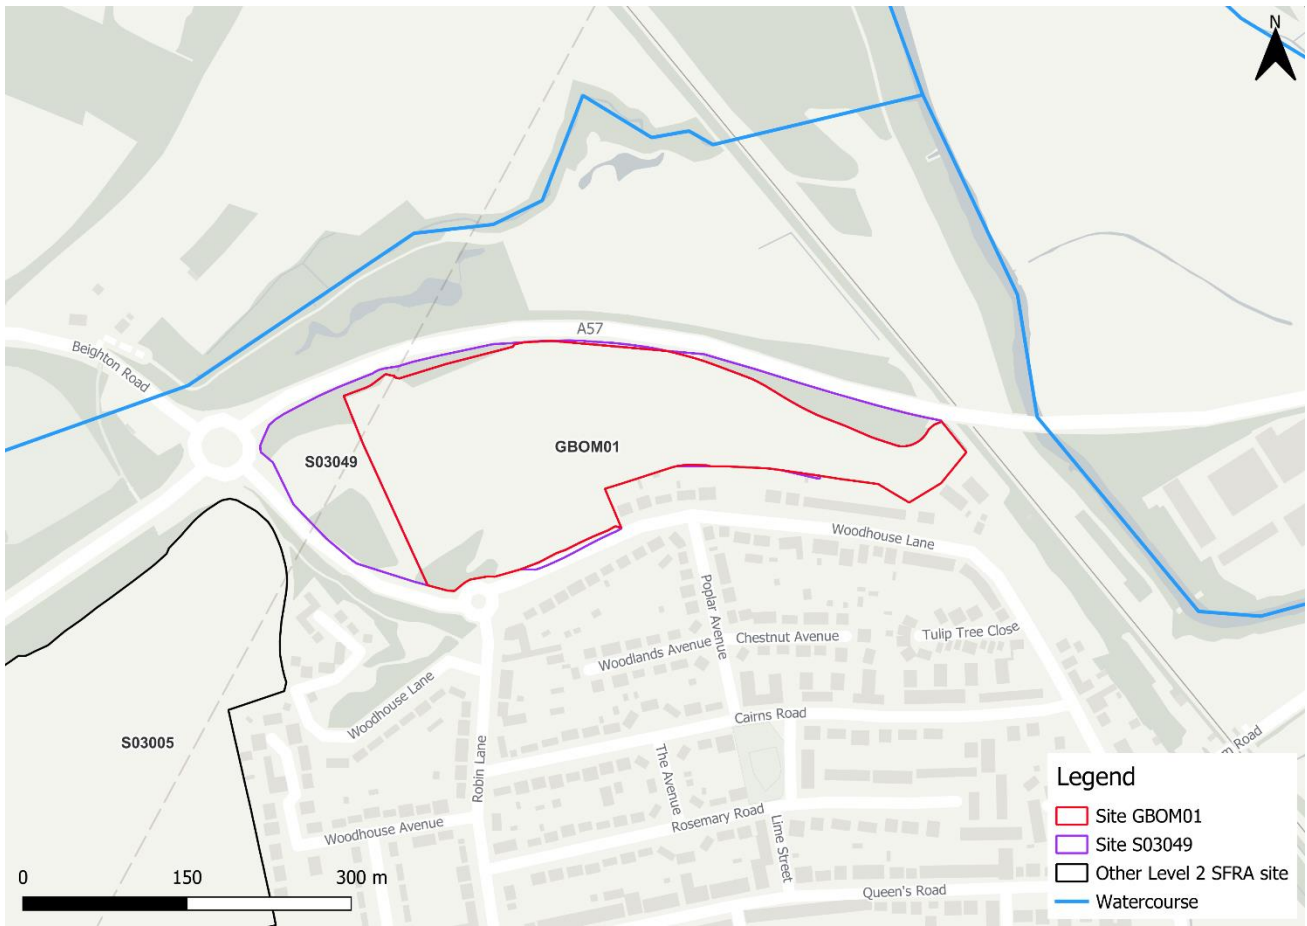 N
A57
Beighton Road
GBOM01
S03049
Woodhouse Lane
Poplar Avenue
Chestnut Avenue
Tulip Tree Close
Woodlands Avenue
Woodhouse Lane
Cairns Road
S03005
Robin Lane
The Avenue
Rosemary Road
Woodhouse Avenue
Lime Street
Queen's Road
Road
Legend
Site GBOM01
Site S03049
Other Level 2 SFRA site
Watercourse
0 150 300 m